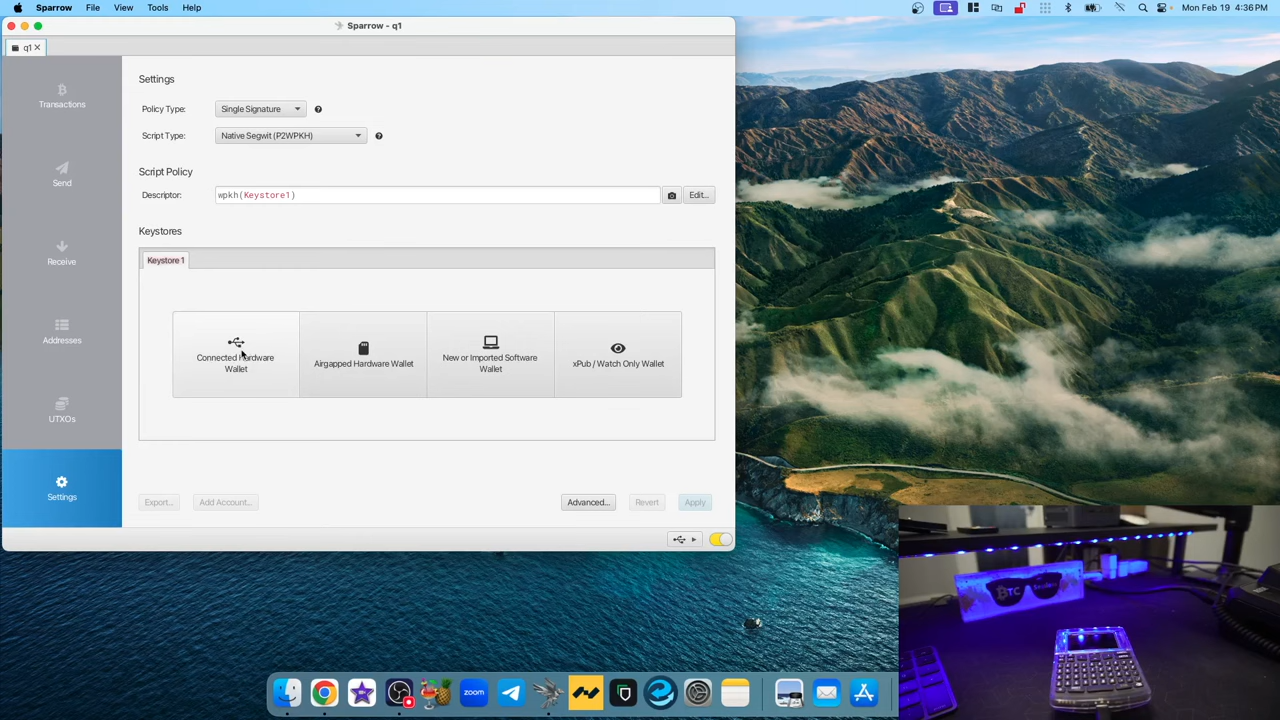 Sparrow File View Tools Help
Mon Feb 19 4:36 PM
Sparrow - q1
q1
Transactions
Send
Receive
Addresses
UTXOs
Settings
Settings
Policy Type: Single Signature
Script Type: Native Segwit (P2WPKH)
Script Policy
Descriptor: wpkh(Keystore1) Edit...
Keystores
Keystore 1
Connected Hardware
Wallet
Airgapped Hardware Wallet
New or Imported Software
Wallet
xPub / Watch Only Wallet
Export... Add Account... Advanced... Revert Apply
BTC
zoom